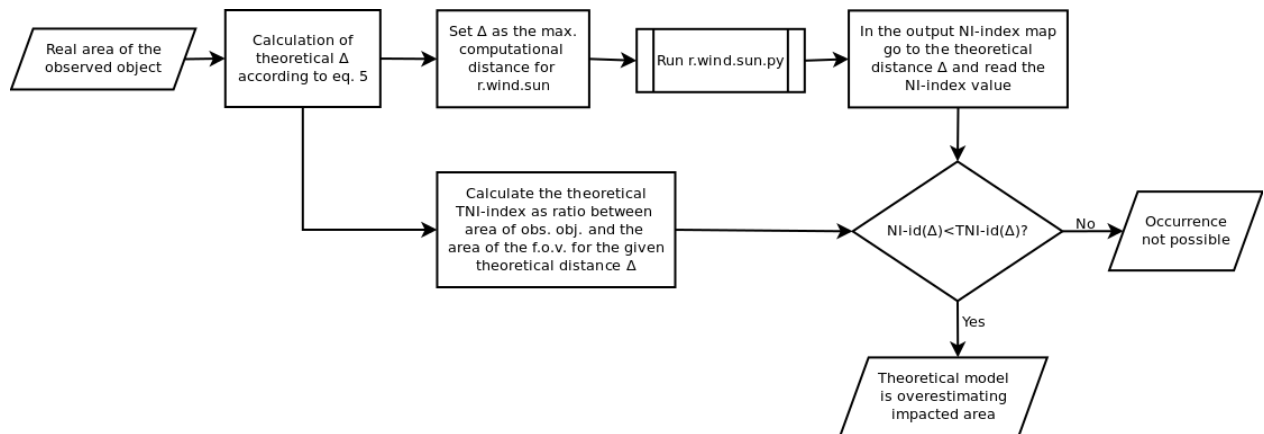 Real area of the
observed object
Calculation of
theoretical Δ
according to eq. 5
Set Δ as the max.
computational
distance for
r.wind.sun
Run r.wind.sun.py
In the output NI-index map
go to the theoretical
distance Δ and read the
NI-index value
Calculate the theoretical
TNI-index as ratio between
area of obs. obj. and the
area of the f.o.v. for the given
theoretical distance Δ
NI-id(Δ)<TNI-id(Δ)?
No
Occurrence
not possible
Yes
Theoretical model
is overestimating
impacted area